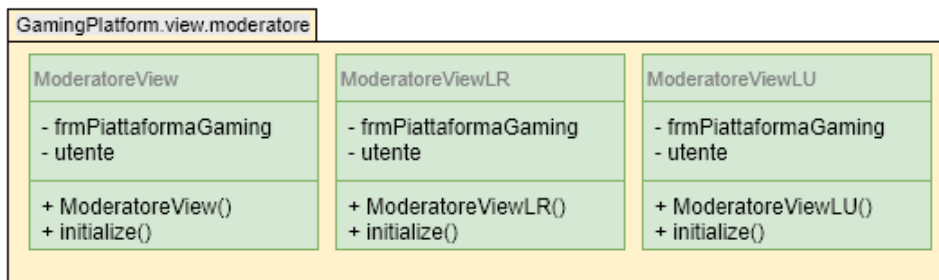 GamingPlatform.view.moderatore
ModeratoreView
- frmPiattaformaGaming
- utente
+ ModeratoreView()
+ initialize()
ModeratoreViewLR
- frmPiattaformaGaming
- utente
+ ModeratoreViewLR()
+ initialize()
ModeratoreViewLU
- frmPiattaformaGaming
- utente
+ ModeratoreViewLU()
+ initialize()